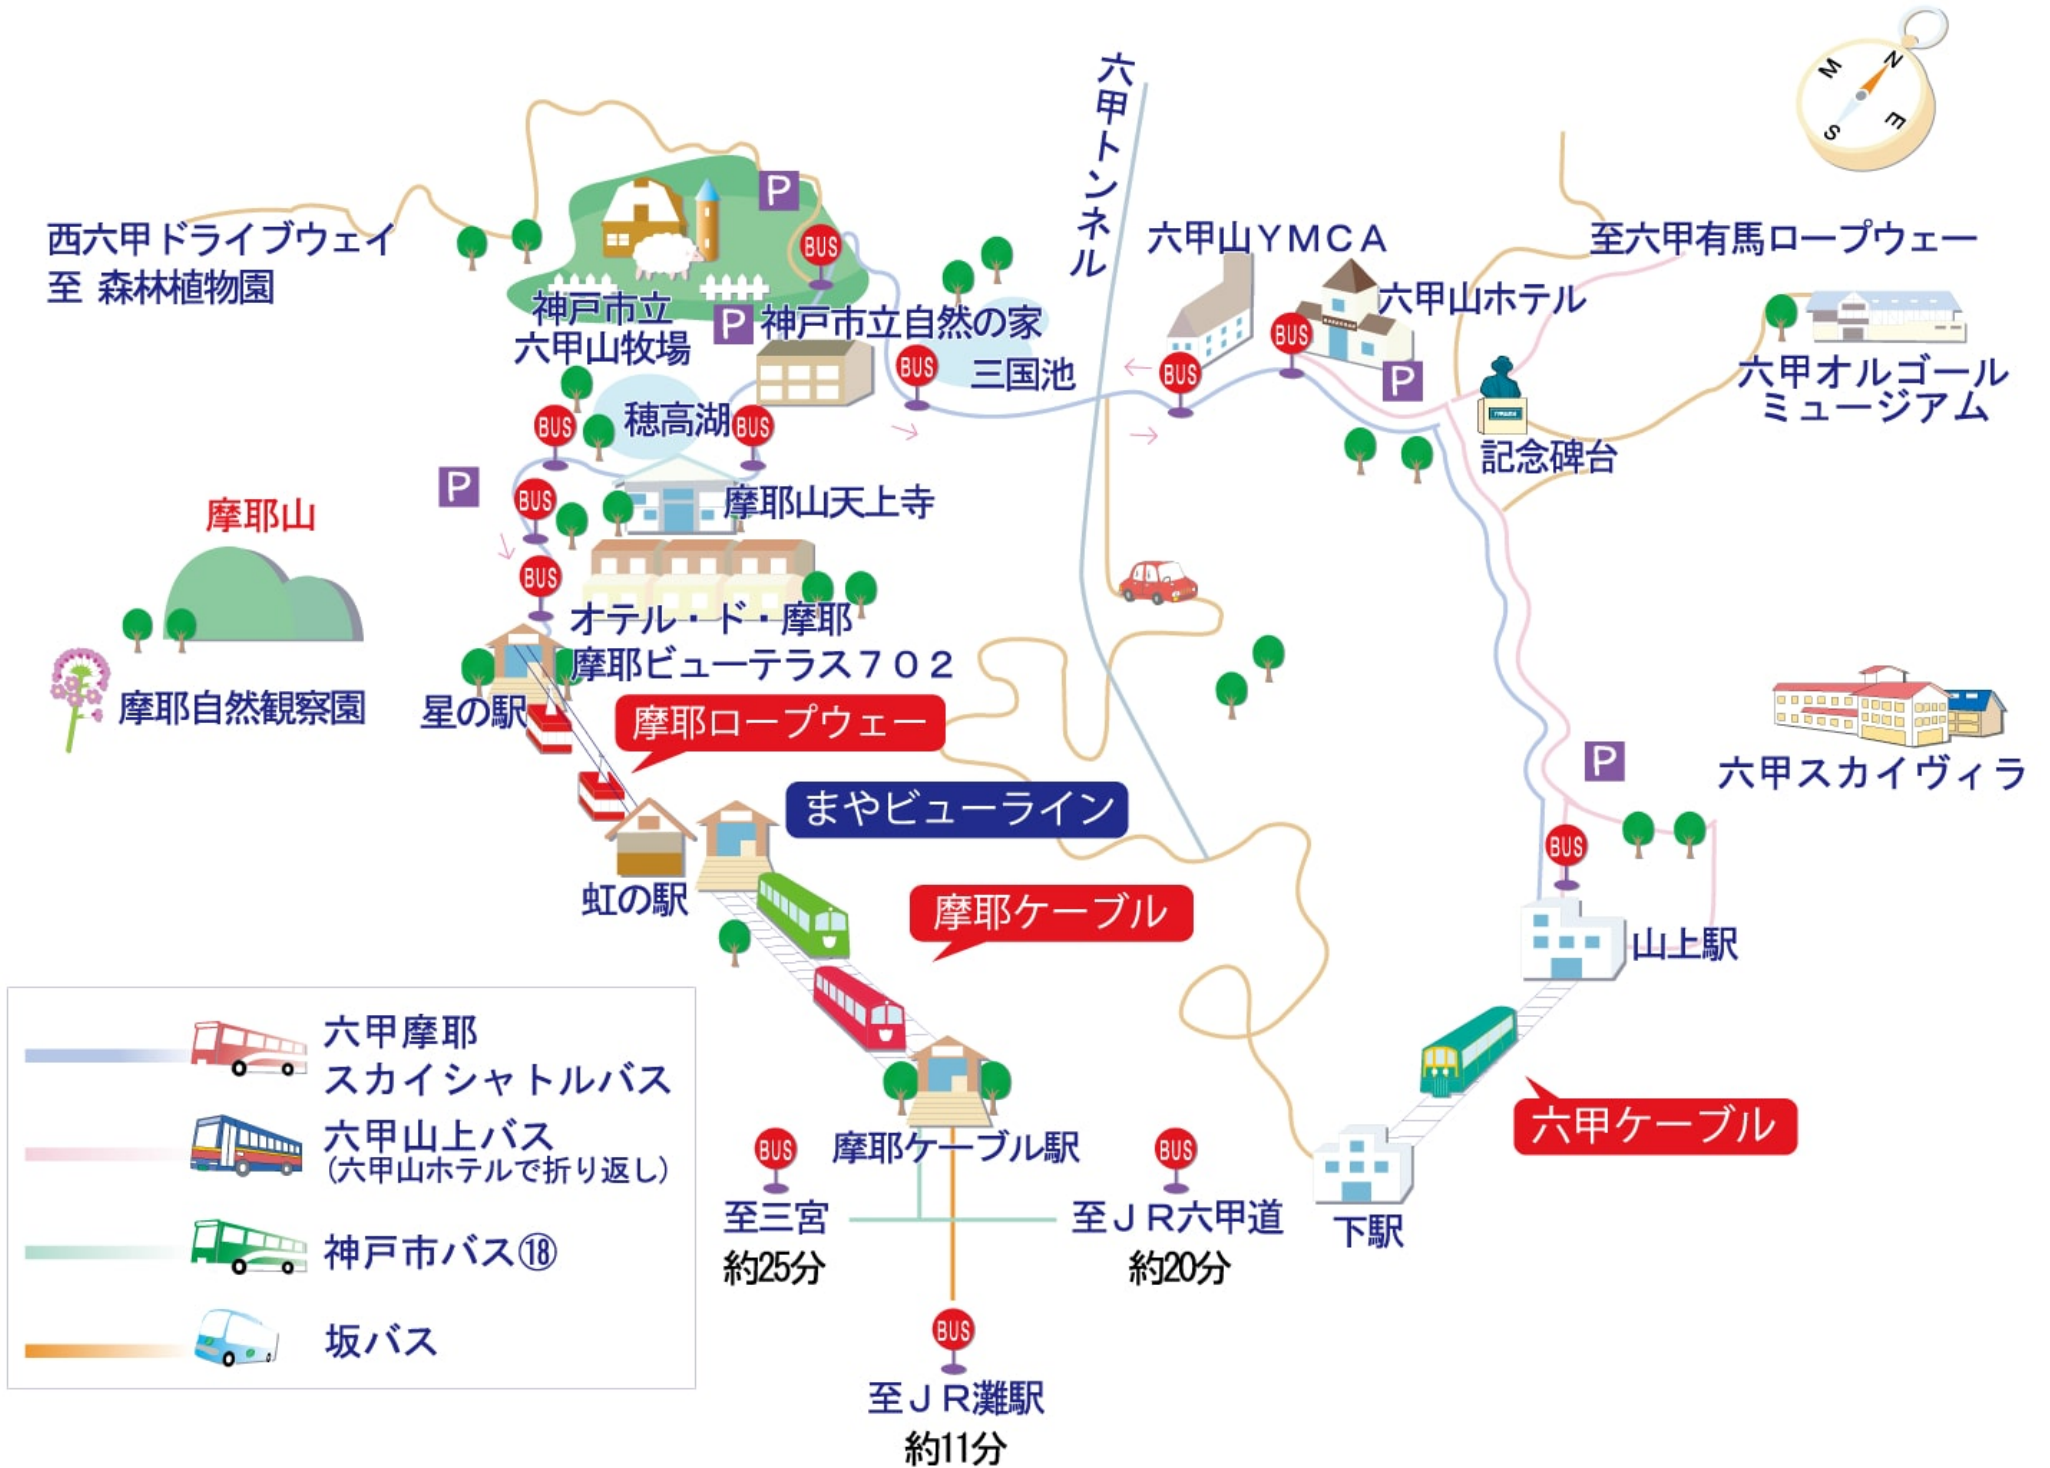 N
W
E
S
六甲トンネル
西六甲ドライブウェイ
至 森林植物園
P
BUS
神戸市立
六甲山牧場
P
神戸市立自然の家
BUS
三国池
六甲山YMCA
BUS
六甲山ホテル
BUS
P
至六甲有馬ロープウェー
六甲オルゴール
ミュージアム
記念碑台
BUS
穂高湖
BUS
P
BUS
摩耶山天上寺
摩耶山
BUS
オテル・ド・摩耶
摩耶ビューテラス702
摩耶自然観察園
星の駅
摩耶ロープウェー
まやビューライン
虹の駅
摩耶ケーブル
六甲スカイヴィラ
P
BUS
山上駅
六甲ケーブル
下駅
摩耶ケーブル駅
BUS
至三宮
約25分
BUS
至JR六甲道
約20分
BUS
至JR灘駅
約11分
六甲摩耶
スカイシャトルバス
六甲山上バス
(六甲山ホテルで折り返し)
神戸市バス⑱
坂バス